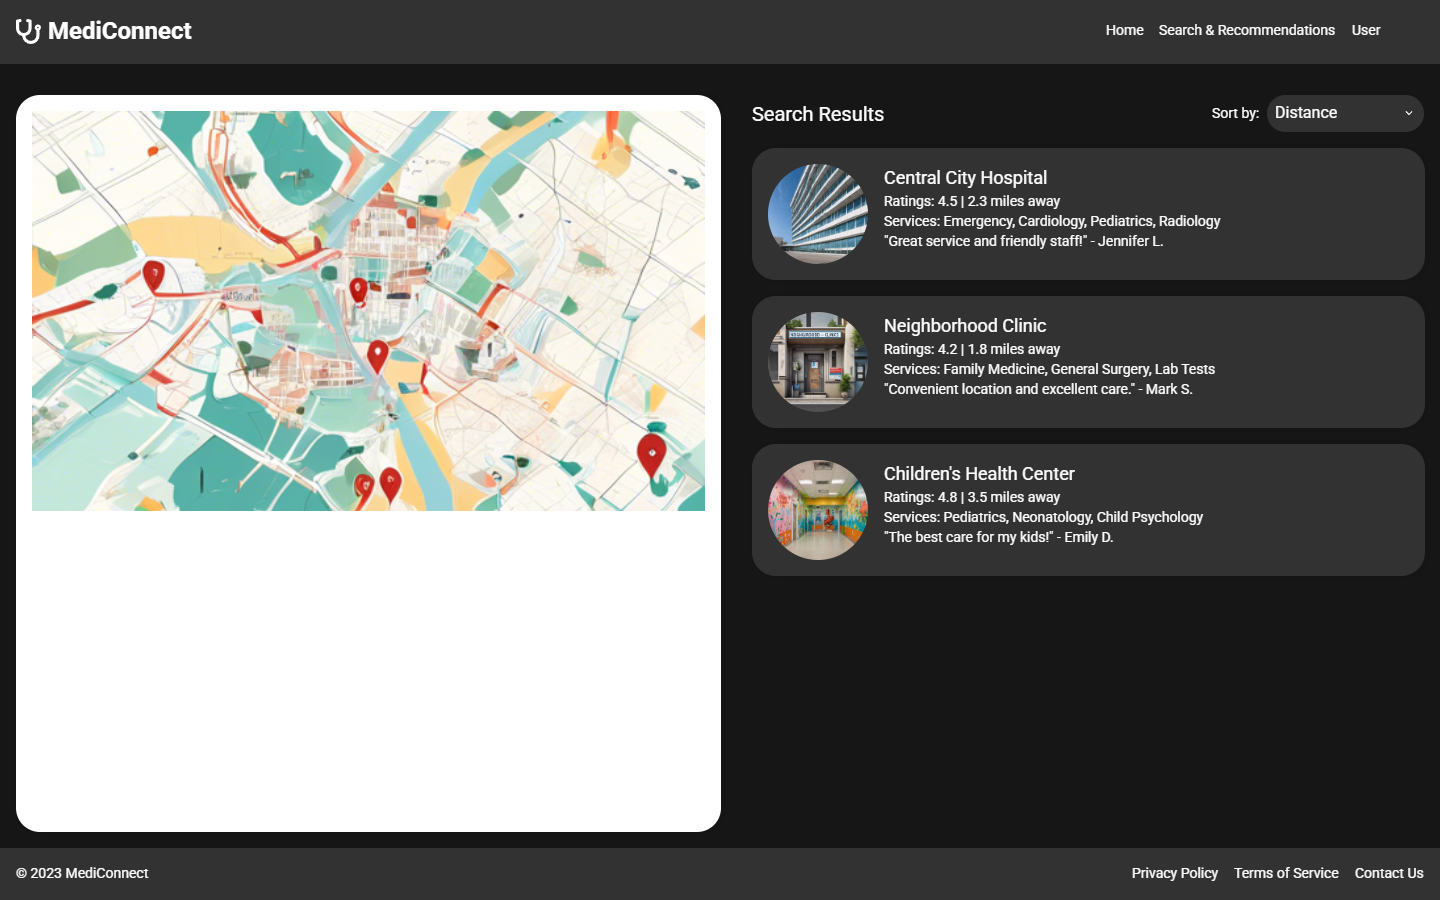 MediConnect
Home Search & Recommendations User
Search Results
Sort by: Distance
Central City Hospital
Ratings: 4.5 | 2.3 miles away
Services: Emergency, Cardiology, Pediatrics, Radiology
"Great service and friendly staff!" - Jennifer L.
Neighborhood Clinic
Ratings: 4.2 | 1.8 miles away
Services: Family Medicine, General Surgery, Lab Tests
"Convenient location and excellent care." - Mark S.
Children's Health Center
Ratings: 4.8 | 3.5 miles away
Services: Pediatrics, Neonatology, Child Psychology
"The best care for my kids!" - Emily D.
© 2023 MediConnect
Privacy Policy Terms of Service Contact Us